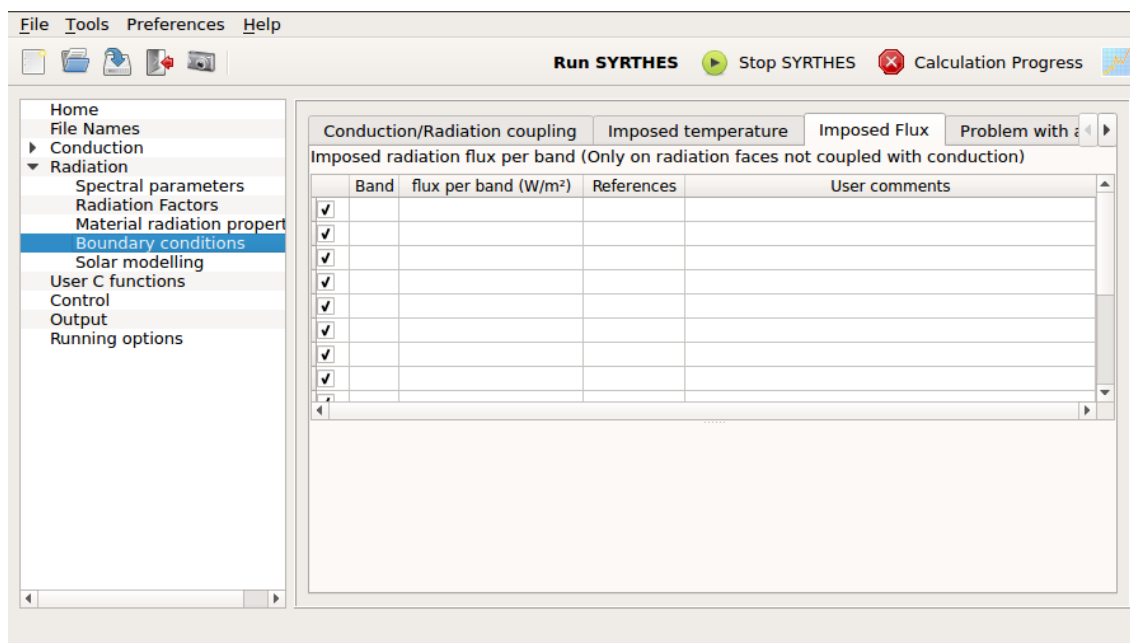 File Tools Preferences Help
Run SYRTHES Stop SYRTHES Calculation Progress
Home
File Names
Conduction
Radiation
Spectral parameters
Radiation Factors
Material radiation propert
Boundary conditions
Solar modelling
User C functions
Control
Output
Running options
Conduction/Radiation coupling Imposed temperature Imposed Flux Problem with a
Imposed radiation flux per band (Only on radiation faces not coupled with conduction)
Band flux per band (W/m²) References User comments